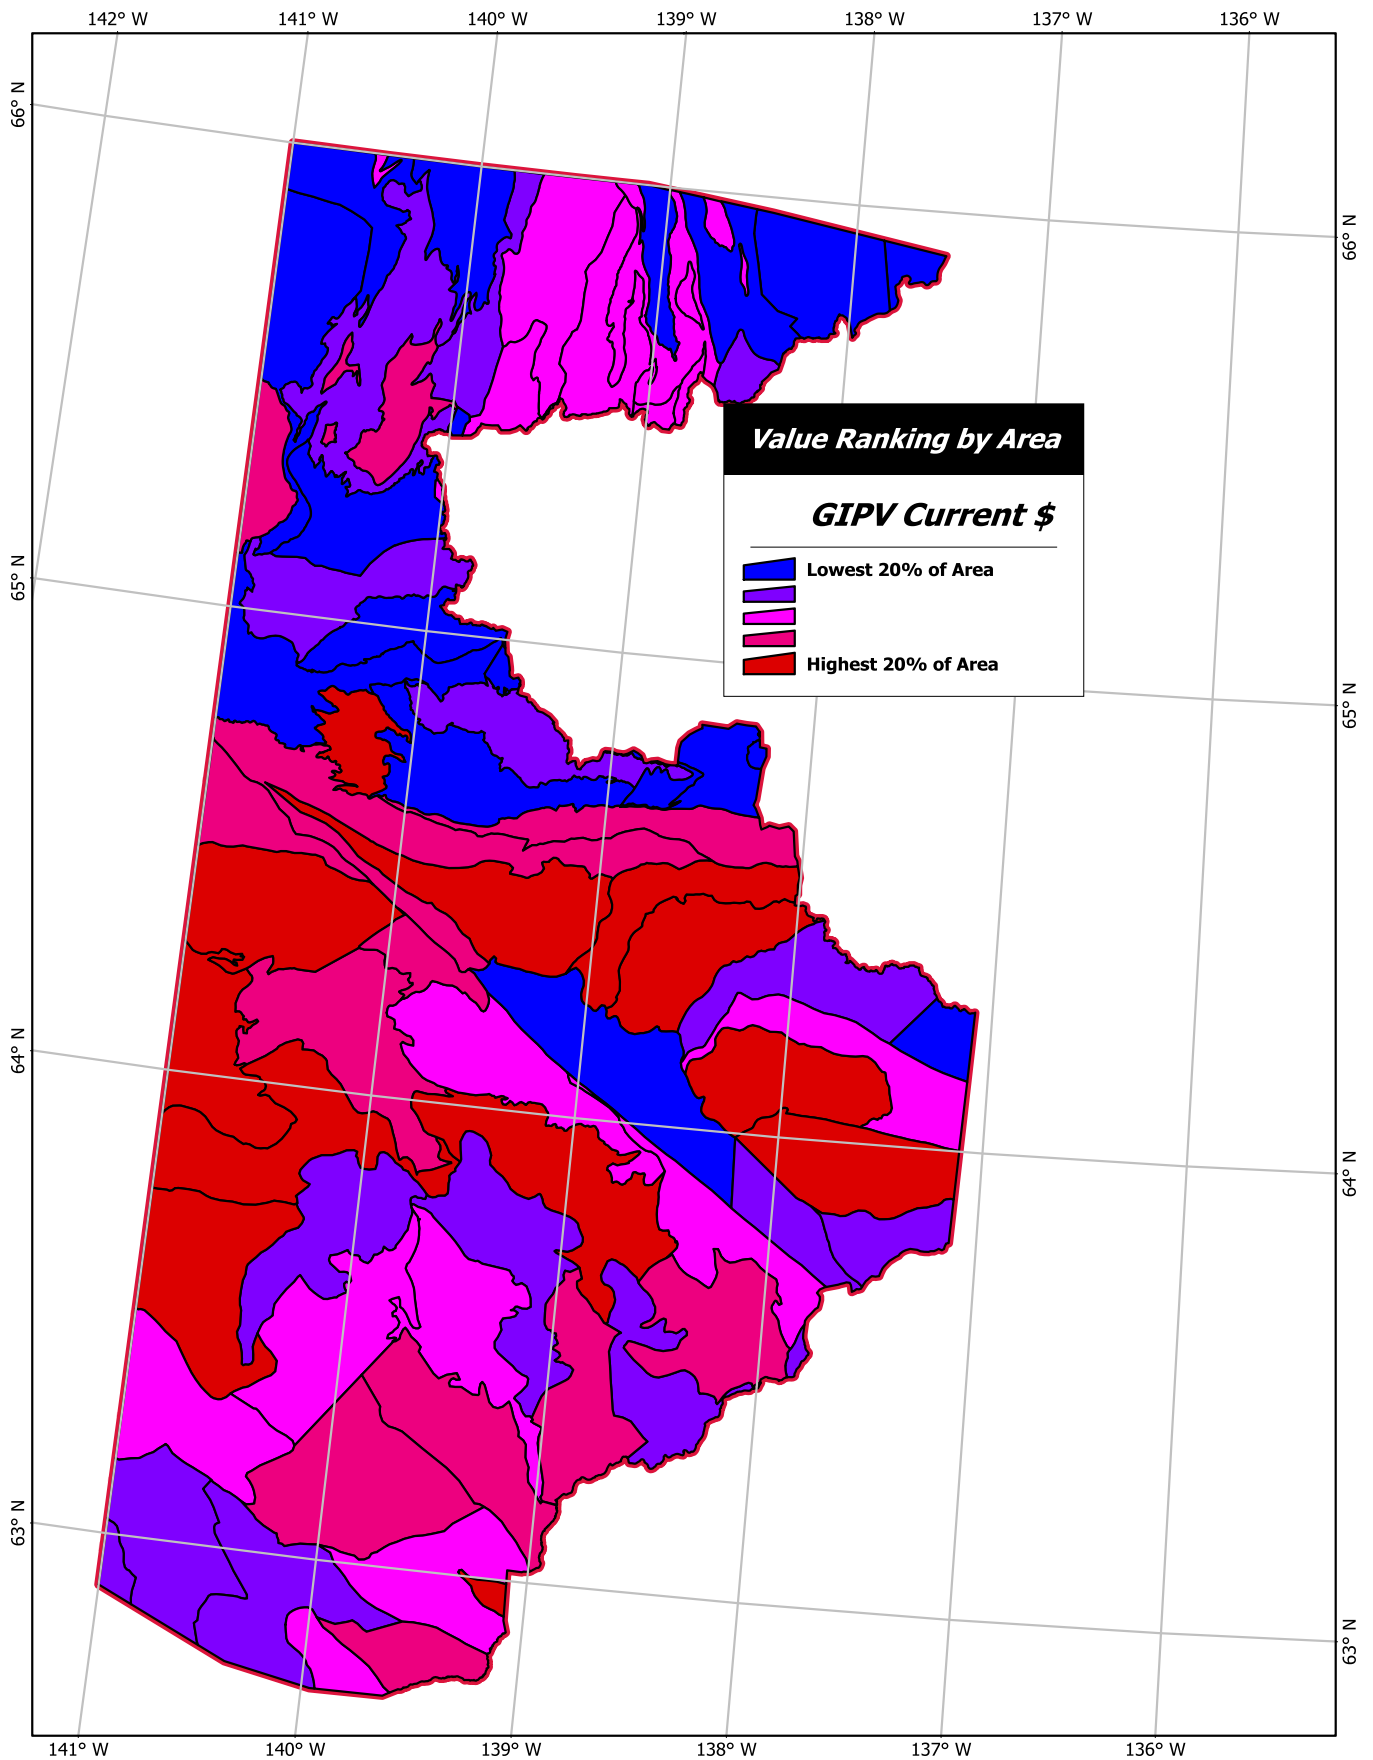 142° W 141° W 140° W 139° W 138° W 137° W 136° W
66° N
66° N
Value Ranking by Area
GIPV Current $
Lowest 20% of Area
Highest 20% of Area
65° N
65° N
64° N
64° N
63° N
63° N
141° W 140° W 139° W 138° W 137° W 136° W